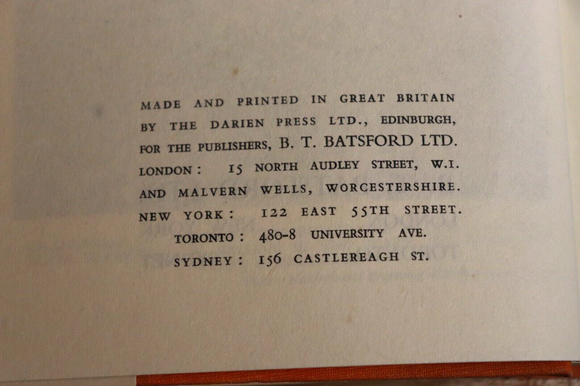 MADE AND PRINTED IN GREAT BRITAIN
BY THE DARIEN PRESS LTD., EDINBURGH,
FOR THE PUBLISHERS, B. T. BATSFORD LTD.
LONDON: 15 NORTH AUDLEY STREET, W.1.
AND MALVERN WELLS, WORCESTERSHIRE.
NEW YORK: 122 EAST 55TH STREET.
TORONTO: 480-8 UNIVERSITY AVE.
SYDNEY: 156 CASTLEREAGH ST.